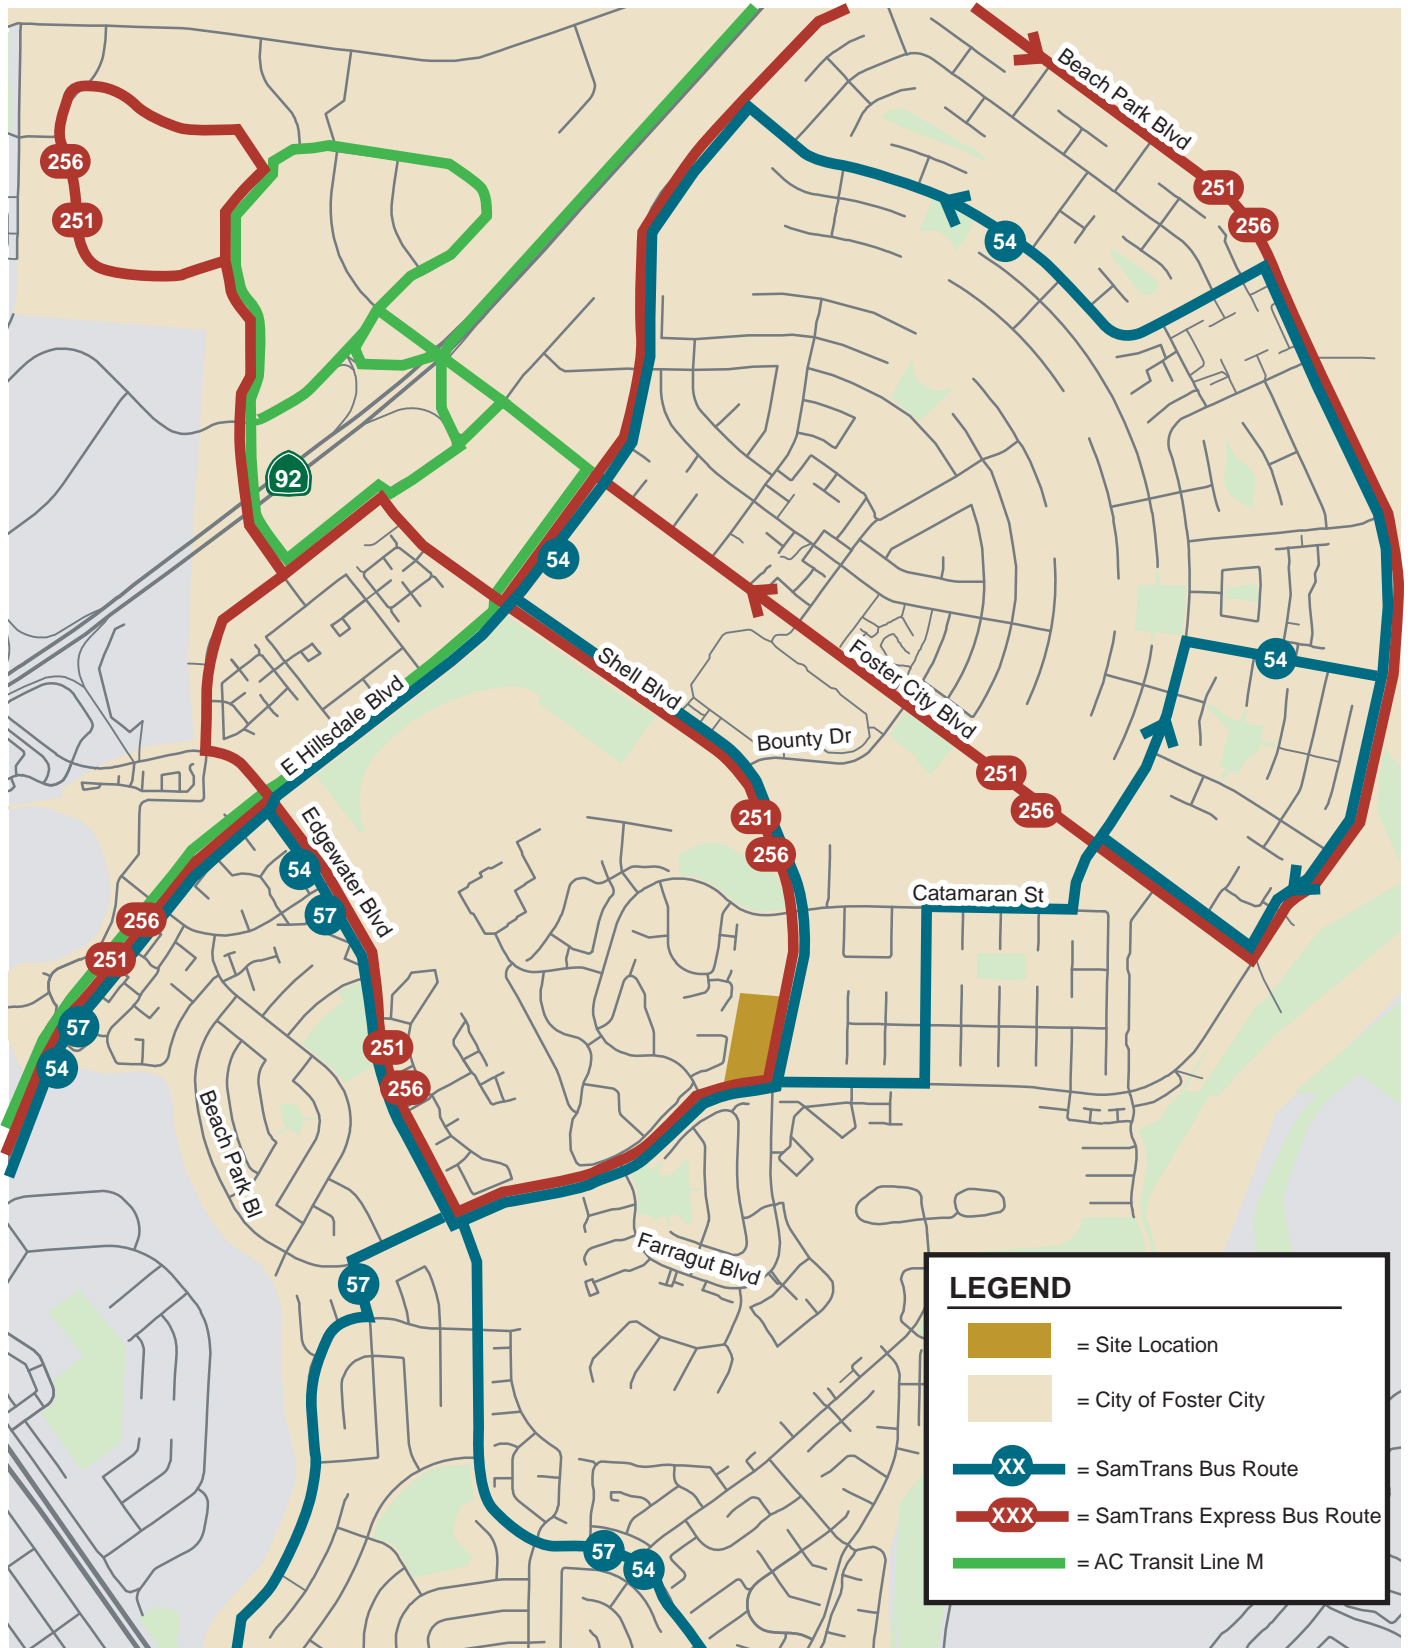 Beach Park Blvd
256
251
251
256
54
92
54
Shell Blvd
Foster City Blvd
54
E Hillsdale Blvd
Bounty Dr
251
256
251
256
Edgewater Blvd
54
57
Catamaran St
256
251
57
54
251
256
Beach Park Bl
Farragut Blvd
57
57
54
LEGEND
= Site Location
= City of Foster City
XX = SamTrans Bus Route
XXX = SamTrans Express Bus Route
= AC Transit Line M